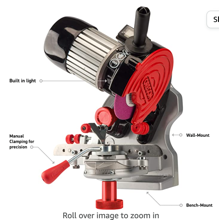 Built in light
Manual
Clamping for
precision
Wall-Mount
Bench-Mount
Roll over image to zoom in